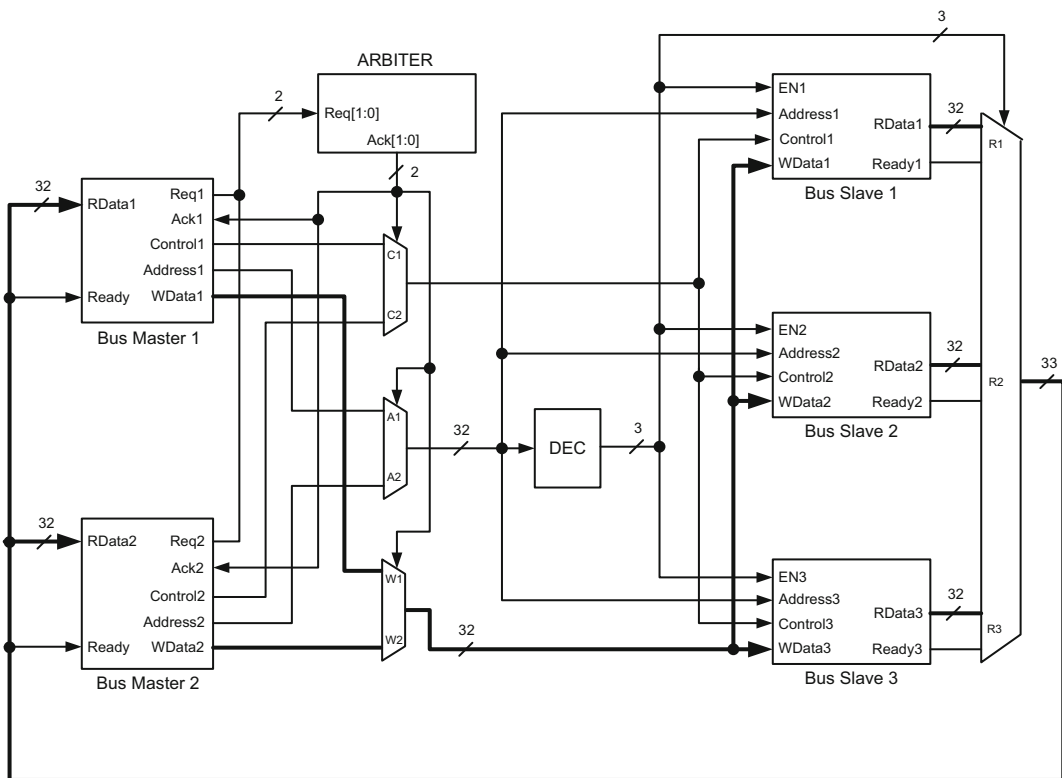 3
ARBITER
2
Req[1:0]
Ack[1:0]
2
EN1
Address1
Control1
WData1
RData1
Ready1
32
R1
Bus Slave 1
32
RData1
Ready
Req1
Ack1
Control1
Address1
WData1
Bus Master 1
C1
C2
EN2
Address2
Control2
WData2
RData2
Ready2
32
R2
33
Bus Slave 2
A1
A2
32
DEC
3
32
RData2
Ready
Req2
Ack2
Control2
Address2
WData2
Bus Master 2
W1
W2
32
EN3
Address3
Control3
WData3
RData3
Ready3
32
R3
Bus Slave 3